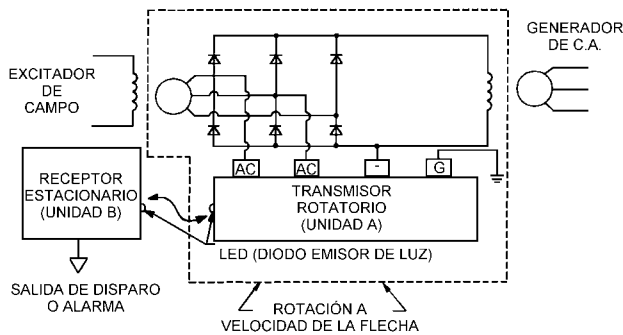 GENERADOR
DE C.A.
EXCITADOR
DE
CAMPO
RECEPTOR
ESTACIONARIO
(UNIDAD B)
AC
AC
-
G
TRANSMISOR
ROTATORIO
(UNIDAD A)
LED (DIODO EMISOR DE LUZ)
SALIDA DE DISPARO
O ALARMA
ROTACIÓN A
VELOCIDAD DE LA FLECHA